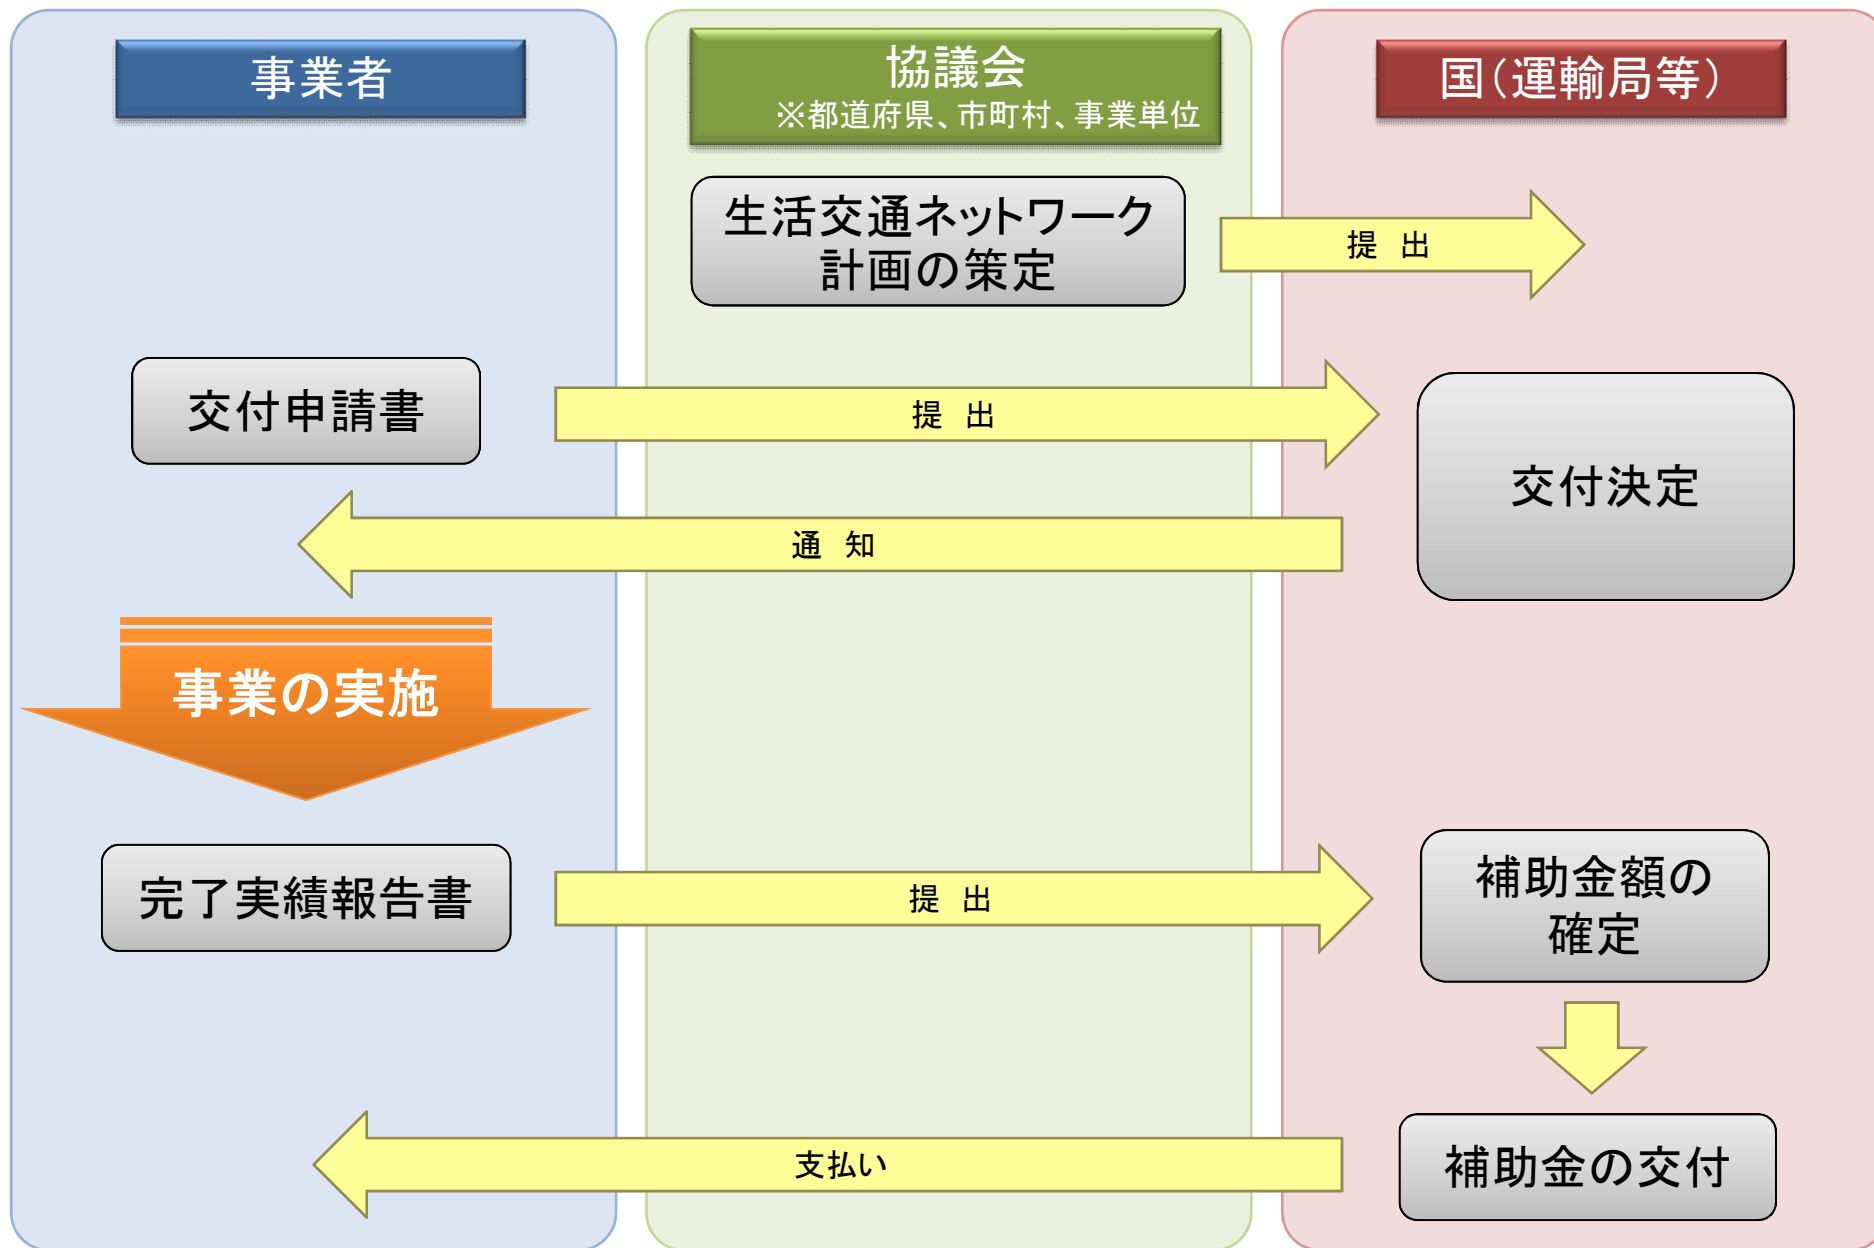 事業者
協議会
※都道府県、市町村、事業単位
国(運輸局等)
生活交通ネットワーク
計画の策定
提 出
交付申請書
提 出
交付決定
通 知
事業の実施
完了実績報告書
提 出
補助金額の
確定
支払い
補助金の交付